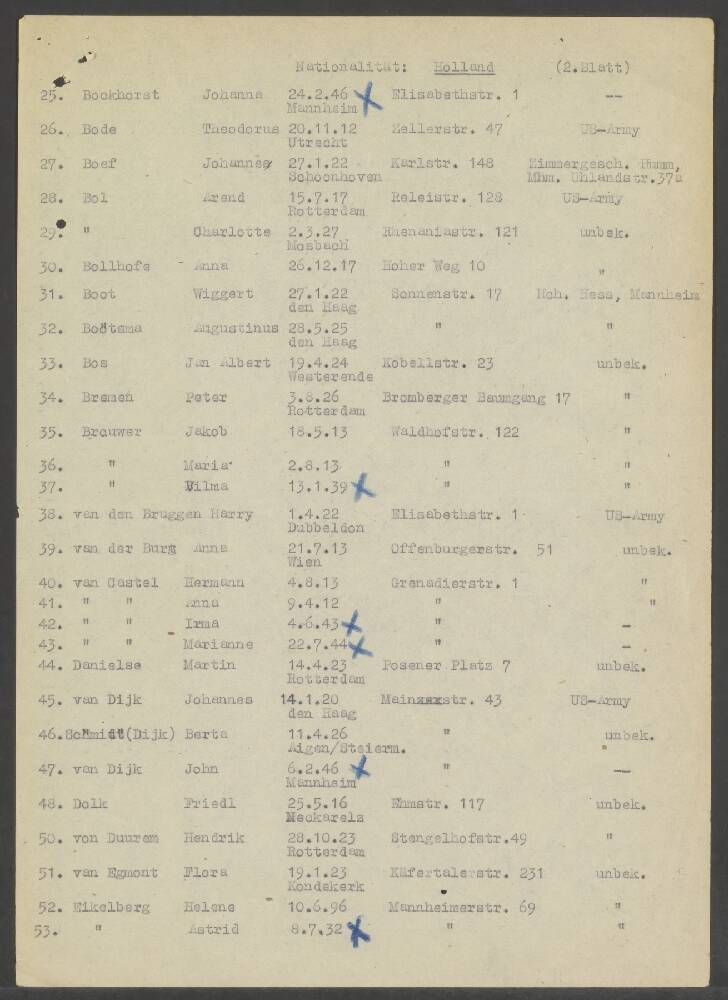 Nationalität: Holland (2.Blatt)
25. Bockhorst Johanna 24.2.46 Elisabethstr. 1 --
Mannheim
26. Bode Theodorus 20.11.12 Zellerstr. 47 US-Army
Utrecht
27. Boef Johannes 27.1.22 Karlstr. 148 Zimmergesch.
Schoonhoven Mhm. Uhlandstr.37a
28. Bol Arend 15.7.17 Releistr. 128 US-Army
Rotterdam
29. " Charlotte 2.3.27 Rhenaniastr. 121 unbek.
Mosbach
30. Bollhofs Anna 26.12.17 Hoher Weg 10 "
31. Boot Wiggert 27.1.22 Sonnenstr. 17 Hch. Hess, Mannheim
den Haag
32. Bootsma Augustinus 28.5.25 " "
den Haag
33. Bos Jan Albert 19.4.24 Kobellstr. 23 unbek.
Westerende
34. Bremen Peter 3.8.26 Bromberger Baumgang 17 "
Rotterdam
35. Brouwer Jakob 18.5.13 Waldhofstr. 122 "
36. " Maria 2.8.13 " "
37. " Wilma 13.1.39 " "
38. van den Bruggen Harry 1.4.22 Elisabethstr. 1 US-Army
Dubbeldon
39. van der Burg Anna 21.7.13 Offenburgerstr. 51 unbek.
Wien
40. van Castel Hermann 4.8.13 Grenadierstr. 1 "
41. " " Anna 9.4.12 " "
42. " " Irma 4.6.43 " -
43. " " Marianne 22.7.44 " -
44. Danielse Martin 14.4.23 Posener Platz 7 unbek.
Rotterdam
45. van Dijk Johannes 14.1.20 Mainzxxstr. 43 US-Army
den Haag
46. Schmidt(Dijk) Berta 11.4.26 " unbek.
Aigen/Steierm.
47. van Dijk John 6.2.46 " --
Mannheim
48. Dolk Friedl 25.5.16 Ehmstr. 117 unbek.
Neckarelz
50. von Duurem Hendrik 28.10.23 Stengelhofstr.49 "
Rotterdam
51. van Egmont Flora 19.1.23 Käfertalerstr. 231 unbek.
Kondekerk
52. Eikelberg Helene 10.6.96 Mannheimerstr. 69 "
53. " Astrid 8.7.32 " "